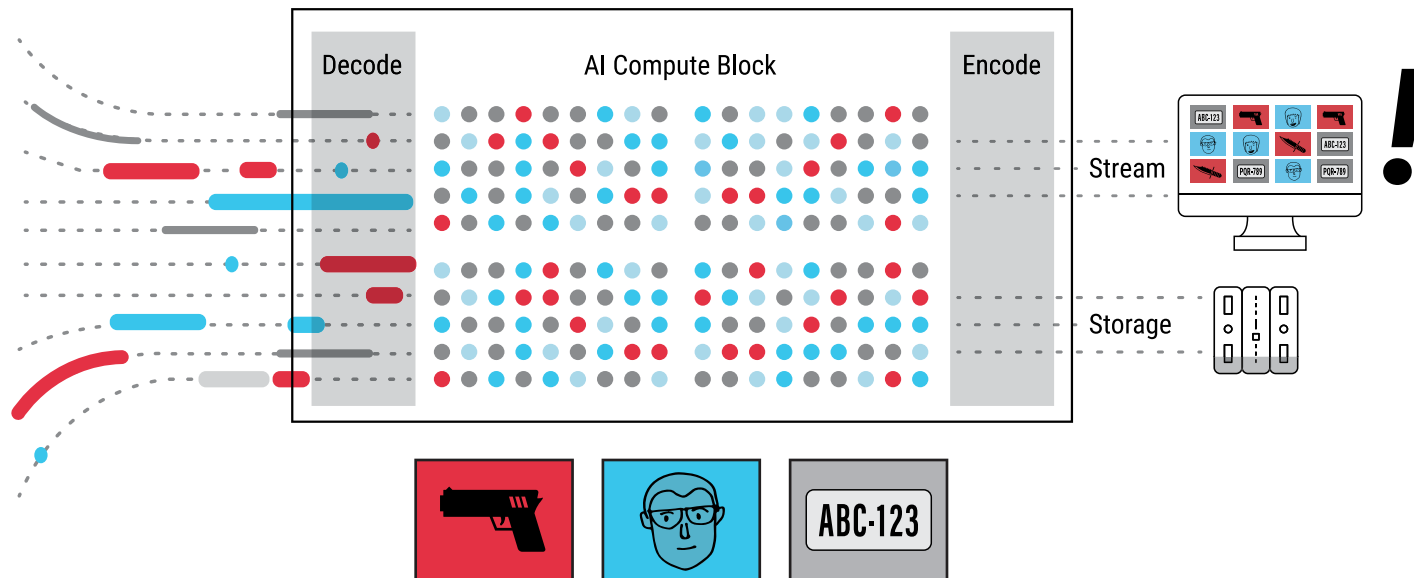 Decode
AI Compute Block
Encode
Stream
Storage
ABC-123
ABC-123
PQR-789
PQR-789
!
ABC-123